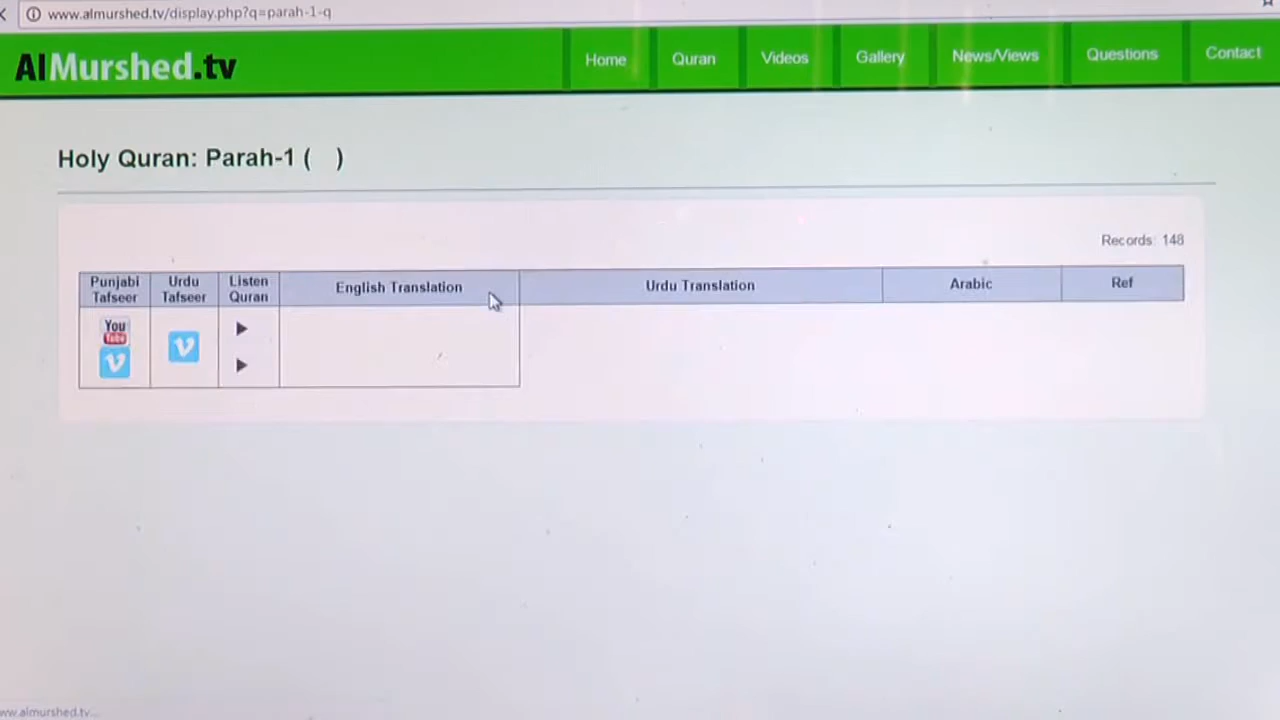 www.almurshed.tv/display.php?q=parah-1-q
AlMurshed.tv
Home Quran Videos Gallery News/Views Questions Contact
Holy Quran: Parah-1 ( )
Records: 148
Punjabi Tafseer Urdu Tafseer Listen Quran English Translation Urdu Translation Arabic Ref
You
Tube
ww.almurshed.tv...